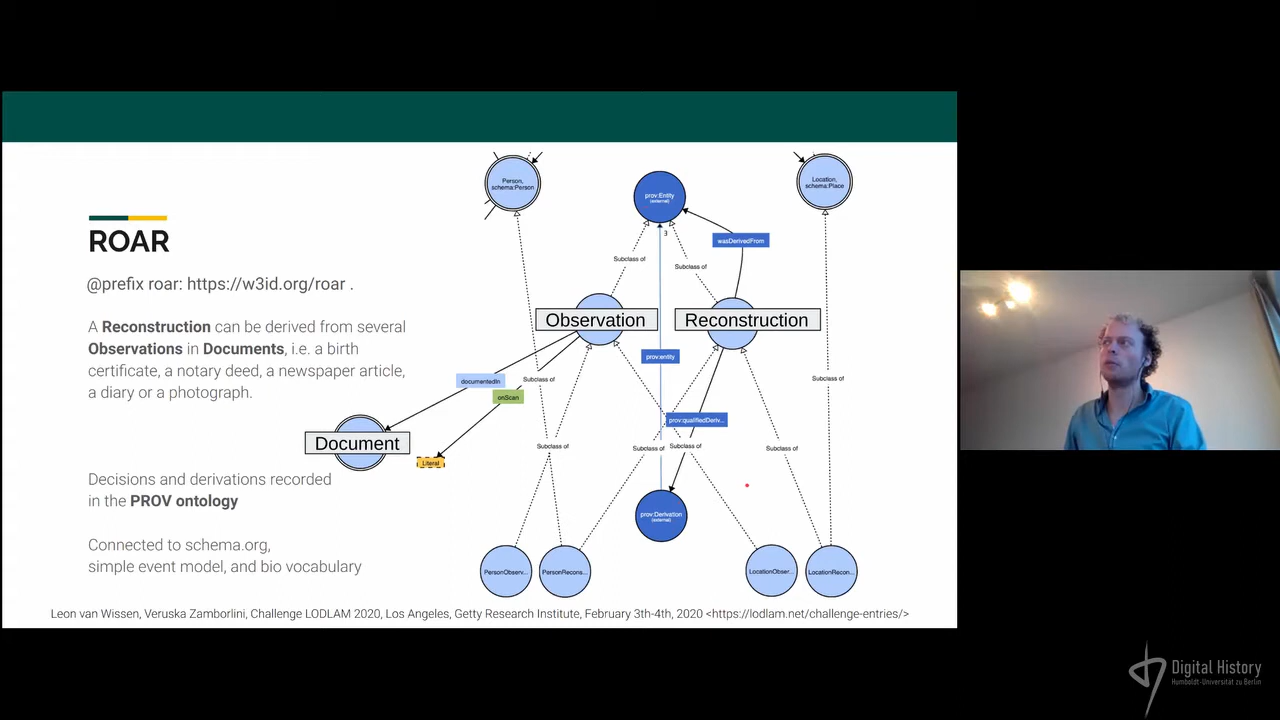 ROAR
@prefix roar: https://w3id.org/roar .
A Reconstruction can be derived from several
Observations in Documents, i.e. a birth
certificate, a notary deed, a newspaper article,
a diary or a photograph.
Decisions and derivations recorded
in the PROV ontology
Connected to schema.org,
simple event model, and bio vocabulary
Person,
schema:Person
prov:Entity
(external)
Location,
schema:Place
3
wasDerivedFrom
Subclass of
Subclass of
Observation
Reconstruction
prov:entity
documentedIn
Subclass of
Subclass of
onScan
prov:qualifiedDeriv...
Document
Subclass of
Subclass of
Subclass of
Subclass of
Literal
prov:Derivation
(external)
PersonObserv...
PersonRecons...
LocationObser...
LocationRecon...
Leon van Wissen, Veruska Zamborlini, Challenge LODLAM 2020, Los Angeles, Getty Research Institute, February 3th-4th, 2020 <https://lodlam.net/challenge-entries/>
Digital History
Humboldt-Universität zu Berlin